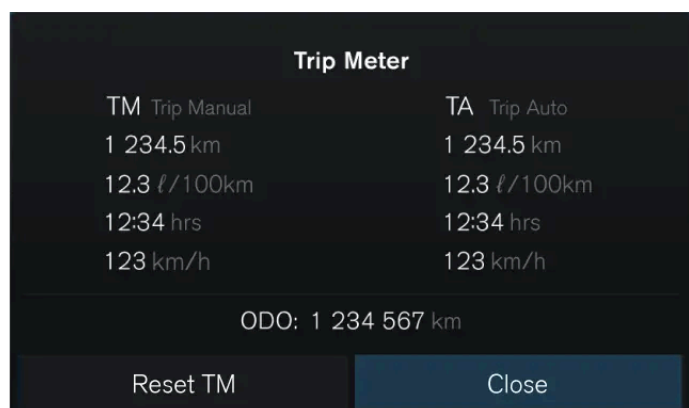 Trip Meter
TM Trip Manual
1 234.5 km
12.3 ℓ/100km
12:34 hrs
123 km/h
TA Trip Auto
1 234.5 km
12.3 ℓ/100km
12:34 hrs
123 km/h
ODO: 1 234 567 km
Reset TM
Close